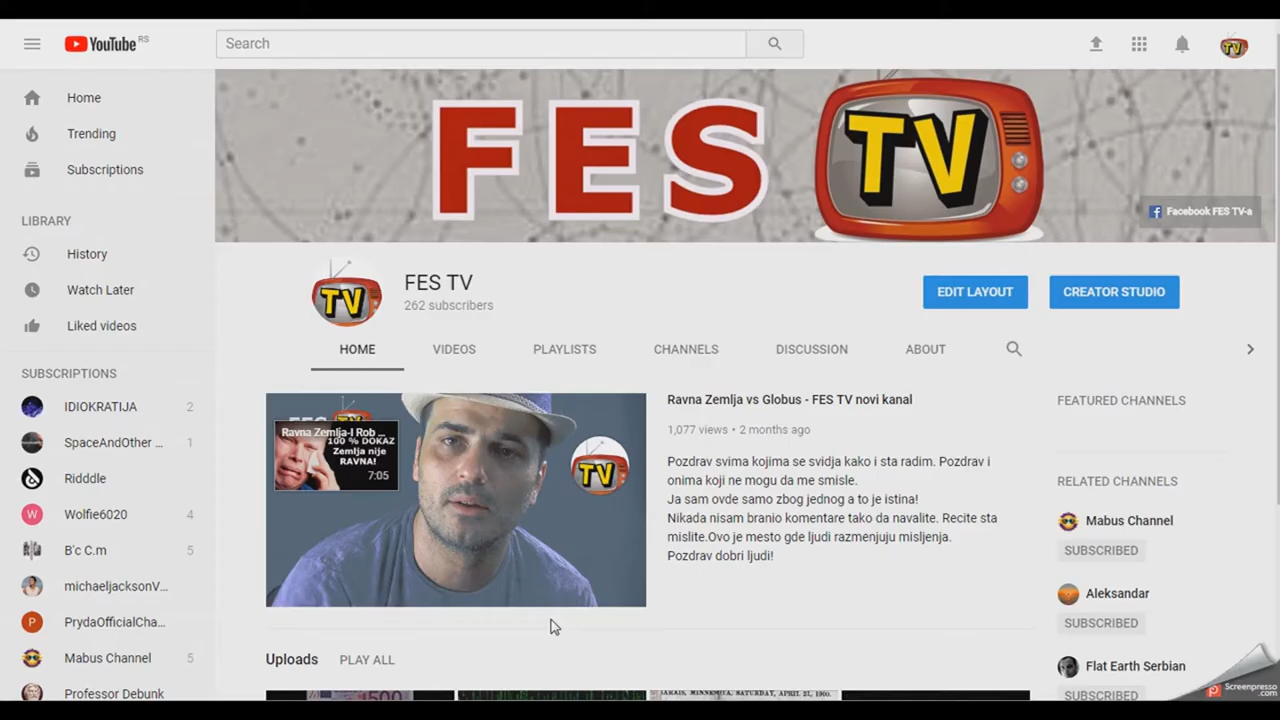 YouTube RS
Search
TV
Home
Trending
Subscriptions
LIBRARY
History
Watch Later
Liked videos
SUBSCRIPTIONS
IDIOKRATIJA 2
SpaceAndOther ... 1
Ridddle
Wolfie6020 4
W
B'c C.m 5
michaeljacksonV...
PrydaOfficialCha...
P
Mabus Channel 5
Professor Debunk
FES TV
Facebook FES TV-a
TV
FES TV
262 subscribers
EDIT LAYOUT
CREATOR STUDIO
HOME VIDEOS PLAYLISTS CHANNELS DISCUSSION ABOUT
Ravna Zemlja-I Rob ...
100 % DOKAZ
Zemlja nije
RAVNA!
7:05
TV
Ravna Zemlja vs Globus - FES TV novi kanal
1,077 views • 2 months ago
Pozdrav svima kojima se svidja kako i sta radim. Pozdrav i
onima koji ne mogu da me smisle.
Ja sam ovde samo zbog jednog a to je istina!
Nikada nisam branio komentare tako da navalite. Recite sta
mislite.Ovo je mesto gde ljudi razmenjuju misljenja.
Pozdrav dobri ljudi!
FEATURED CHANNELS
RELATED CHANNELS
Mabus Channel
SUBSCRIBED
Aleksandar
SUBSCRIBED
Flat Earth Serbian
SUBSCRIBED
Uploads PLAY ALL
500
Screenpresso
.com